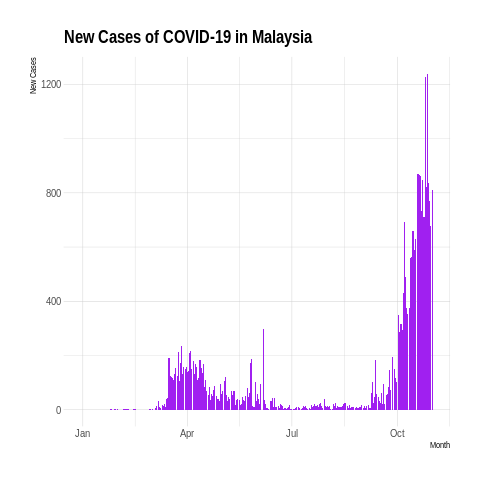 New Cases of COVID-19 in Malaysia
New Cases
1200
800
400
0
Jan
Apr
Jul
Oct
Month